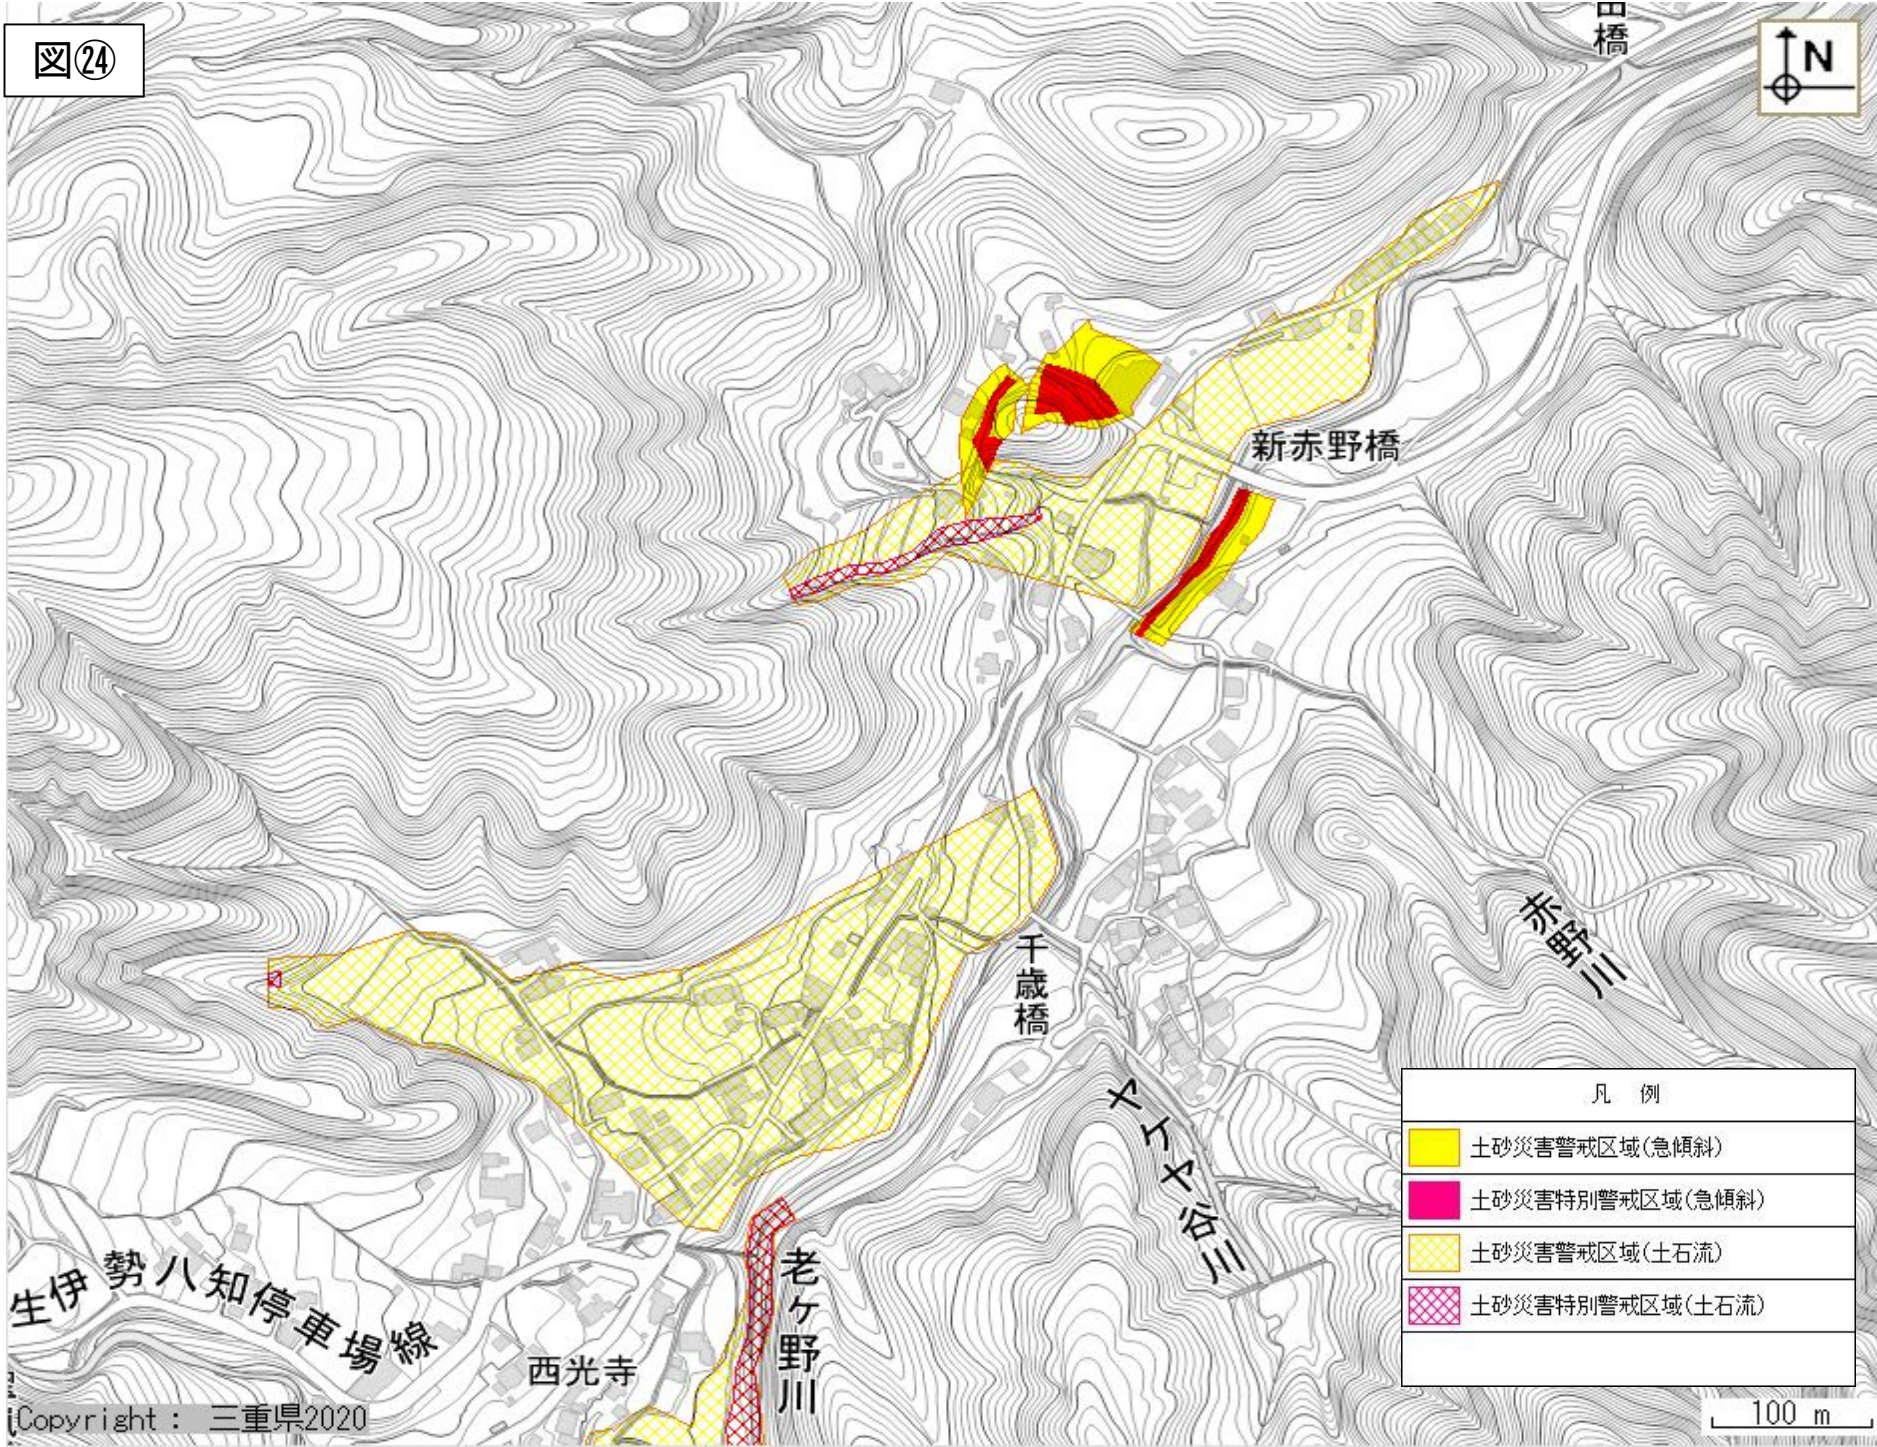 図㉔
橋
N
新赤野橋
千歳橋
赤野川
ヤケヤ谷川
老ヶ野川
西光寺
生伊勢八知停車場線
凡 例
土砂災害警戒区域(急傾斜)
土砂災害特別警戒区域(急傾斜)
土砂災害警戒区域(土石流)
土砂災害特別警戒区域(土石流)
Copyright : 三重県2020
100 m